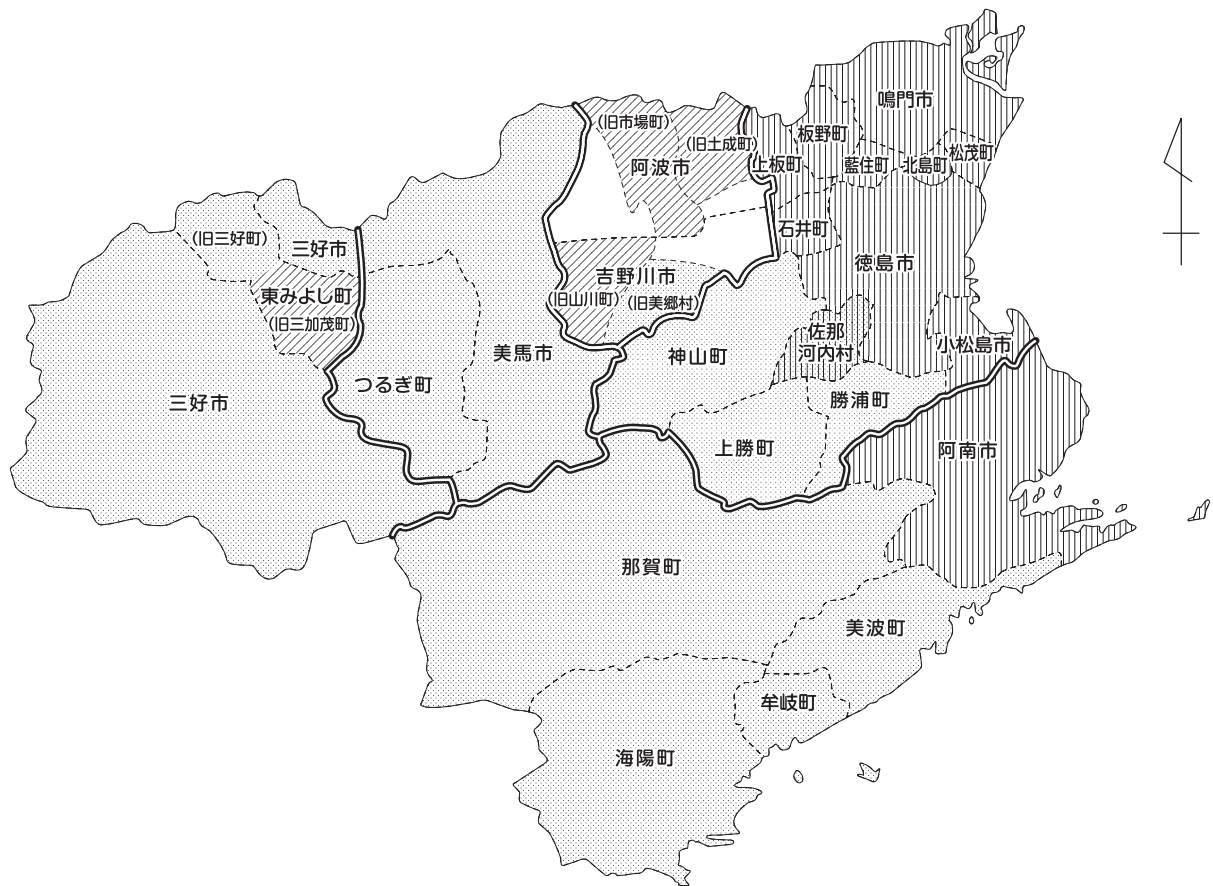 鳴門市
(旧市場町)
板野町
(旧土成町)
松茂町
阿波市
上板町
藍住町
北島町
石井町
(旧三好町)
三好市
徳島市
吉野川市
東みよし町
(旧山川町)
(旧美郷村)
(旧三加茂町)
佐那
河内村
小松島市
美馬市
神山町
つるぎ町
三好市
勝浦町
上勝町
阿南市
那賀町
美波町
牟岐町
海陽町